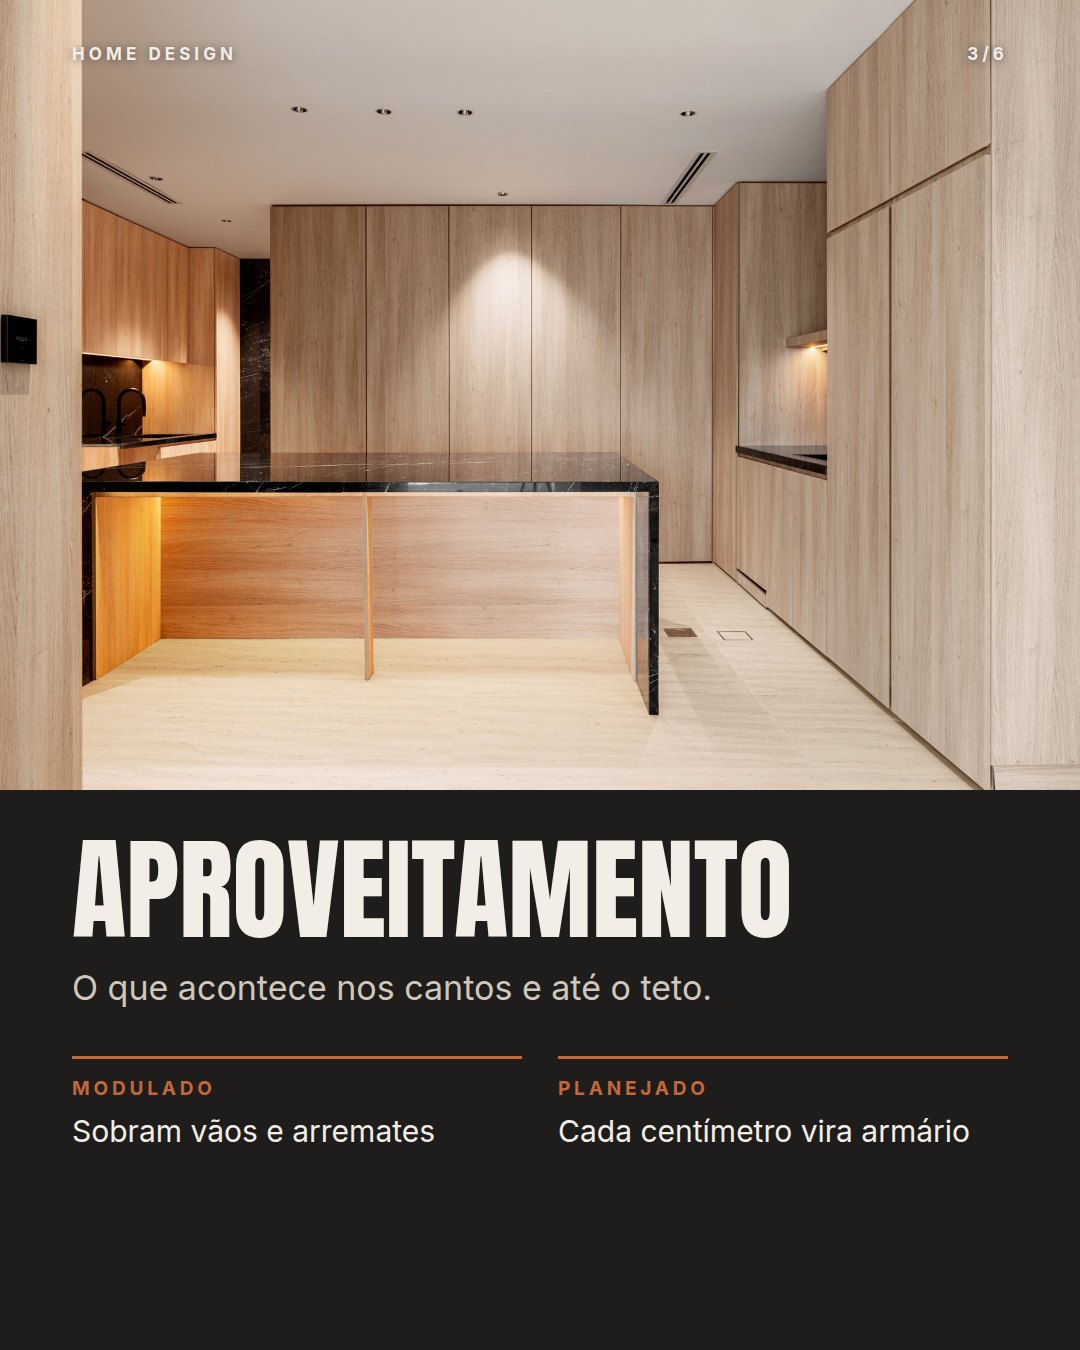 HOME DESIGN
3/6
APROVEITAMENTO
O que acontece nos cantos e até o teto.
MODULADO
Sobram vãos e arremates
PLANEJADO
Cada centímetro vira armário